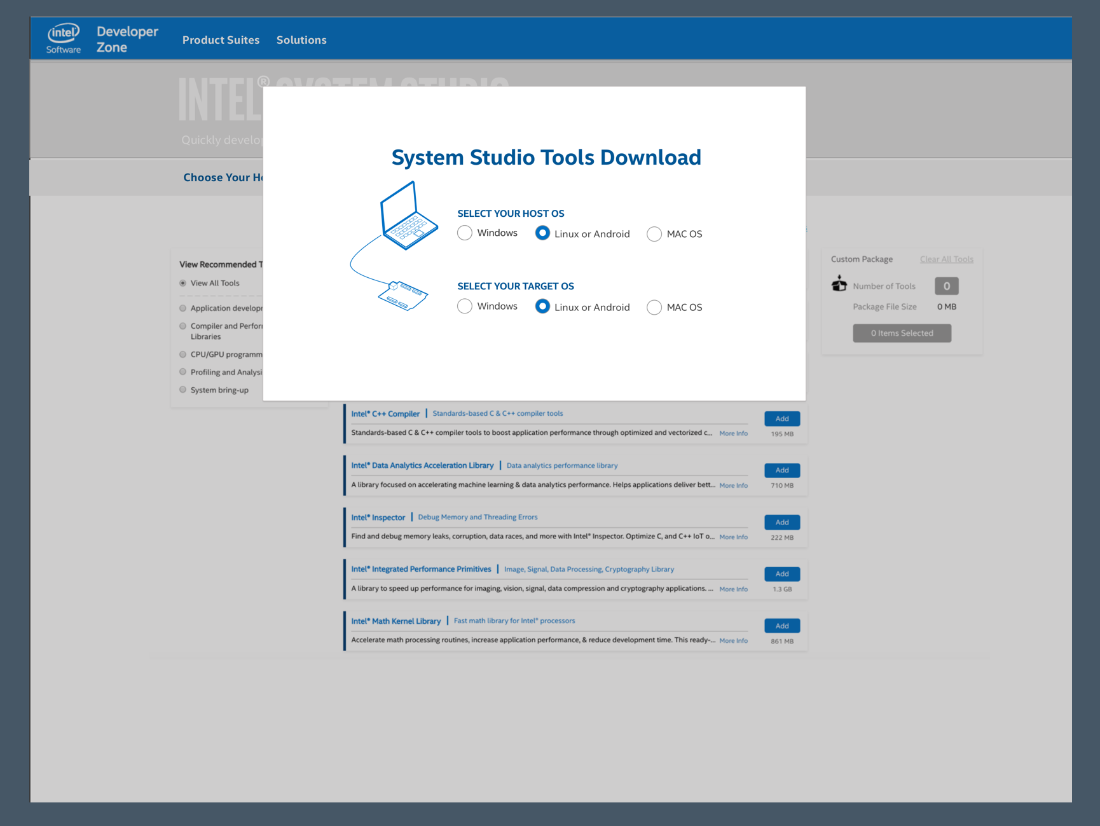 intel
Software
Developer
Zone
Product Suites
Solutions
INTEL® SYSTEM STUDIO
Quickly develo
Choose Your H
System Studio Tools Download
SELECT YOUR HOST OS
Windows
Linux or Android
MAC OS
SELECT YOUR TARGET OS
Windows
Linux or Android
MAC OS
View Recommended T
View All Tools
Application develop
Compiler and Perfor
Libraries
CPU/GPU programm
Profiling and Analysi
System bring-up
Custom Package
Clear All Tools
Number of Tools
0
Package File Size
0 MB
0 Items Selected
Intel® C++ Compiler | Standards-based C & C++ compiler tools
Add
Standards-based C & C++ compiler tools to boost application performance through optimized and vectorized c... More Info
195 MB
Intel® Data Analytics Acceleration Library | Data analytics performance library
Add
A library focused on accelerating machine learning & data analytics performance. Helps applications deliver bett... More Info
710 MB
Intel® Inspector | Debug Memory and Threading Errors
Add
Find and debug memory leaks, corruption, data races, and more with Intel® Inspector. Optimize C, and C++ IoT o... More Info
222 MB
Intel® Integrated Performance Primitives | Image, Signal, Data Processing, Cryptography Library
Add
A library to speed up performance for imaging, vision, signal, data compression and cryptography applications. ... More Info
1.3 GB
Intel® Math Kernel Library | Fast math library for Intel® processors
Add
Accelerate math processing routines, increase application performance, & reduce development time. This ready-... More Info
861 MB